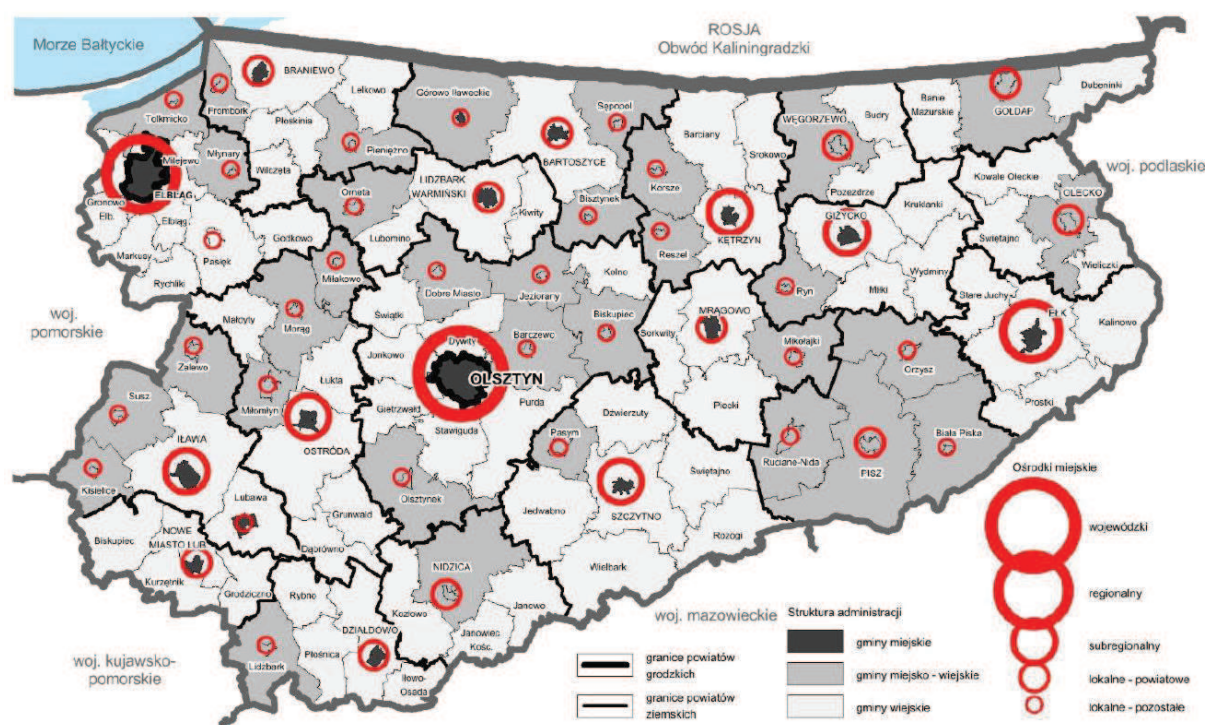 Morze Bałtyckie
ROSJA
Obwód Kaliningradzki
BRANIEWO
Lelkowo
Górowo Iławeckie
Sępopol
Frombork
Tolkmicko
Płoskinia
Pieniężno
BARTOSZYCE
Barciany
WĘGORZEWO
Budry
Banie
Mazurskie
GOŁDAP
Dubeninki
Milejewo
Młynary
Wilczęta
ELBLĄG
Gronowo
Elb.
Elbląg
Markusy
Pasłęk
Rychliki
Godkowo
Orneta
LIDZBARK
WARMIŃSKI
Kiwity
Lubomino
Bisztynek
Korsze
Srokowo
KĘTRZYN
Reszel
Pozezdrze
GIŻYCKO
Kruklanki
Kowale Oleckie
OLECKO
Świętajno
Wieliczki
woj. podlaskie
woj.
pomorskie
Miłakowo
Małdyty
Morąg
Zalewo
Miłomłyn
Łukta
Świątki
Dobre Miasto
Jeziorany
Kolno
Jonkowo
Dywity
Barczewo
Biskupiec
OLSZTYN
Gietrzwałd
Stawiguda
Purda
Sorkwity
MRĄGOWO
Mikołajki
Piecki
Ryn
Miłki
Wydminy
Stare Juchy
EŁK
Kalinowo
Prostki
Orzysz
Biała Piska
PISZ
Ruciane-Nida
Susz
Kisielice
IŁAWA
Lubawa
OSTRÓDA
Grunwald
Dąbrówno
Olsztynek
Dźwierzuty
Pasym
Świętajno
SZCZYTNO
Jedwabno
Rozogi
Wielbark
Biskupiec
NOWE
MIASTO LUB.
Kurzętnik
Grodziczno
Rybno
Lidzbark
Płośnica
DZIAŁDOWO
Iłowo-
Osada
NIDZICA
Kozłowo
Janowo
Janowiec
Kośc.
woj. mazowieckie
woj. kujawsko-
pomorskie
granice powiatów
grodzkich
granice powiatów
ziemskich
Struktura administracji
gminy miejskie
gminy miejsko - wiejskie
gminy wiejskie
Ośrodki miejskie
wojewódzki
regionalny
subregionalny
lokalne - powiatowe
lokalne - pozostałe